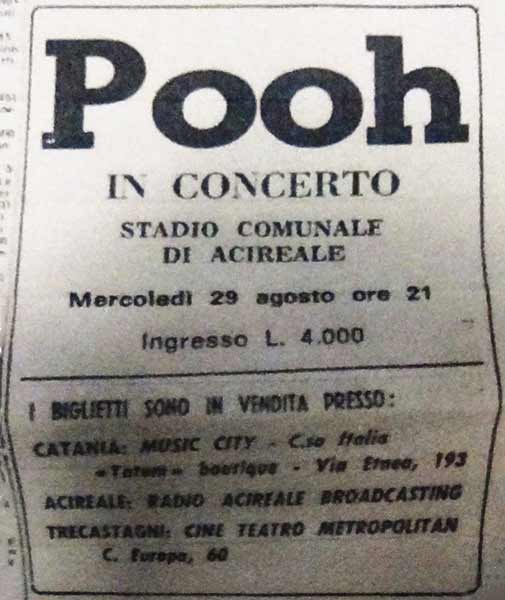 Pooh
IN CONCERTO
STADIO COMUNALE
DI ACIREALE
Mercoledì 29 agosto ore 21
Ingresso L. 4.000
I BIGLIETTI SONO IN VENDITA PRESSO:
CATANIA: MUSIC CITY - C.so Italia
«Totem» boutique - Via Etnea, 193
ACIREALE: RADIO ACIREALE BROADCASTING
TRECASTAGNI: CINE TEATRO METROPOLITAN
C. Europa, 60